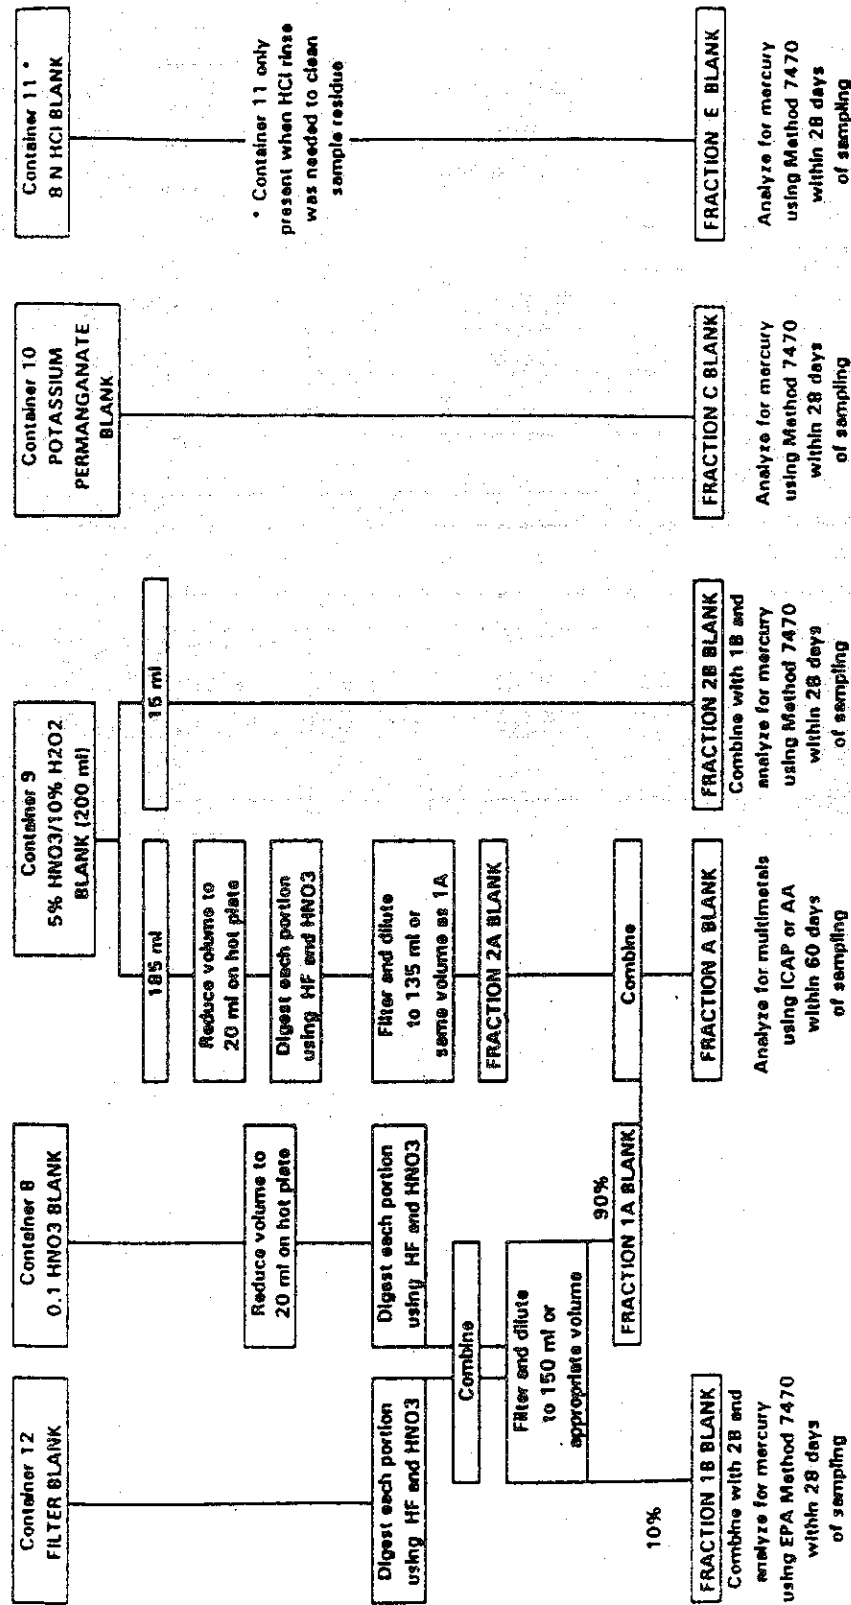 Container 12
FILTER BLANK
Digest each portion
using HF and HNO3
Container 8
0.1 HNO3 BLANK
Reduce volume to
20 ml on hot plate
Digest each portion
using HF and HNO3
Combine
Filter and dilute
to 150 ml or
appropriate volume
10%
90%
FRACTION 1B BLANK
Combine with 2B and
analyze for mercury
using EPA Method 7470
within 28 days
of sampling
FRACTION 1A BLANK
Container 9
5% HNO3/10% H2O2
BLANK (200 ml)
185 ml
15 ml
Reduce volume to
20 ml on hot plate
Digest each portion
using HF and HNO3
Filter and dilute
to 135 ml or
same volume as 1A
FRACTION 2A BLANK
Combine
FRACTION A BLANK
Analyze for multimetals
using ICAP or AA
within 60 days
of sampling
FRACTION 2B BLANK
Combine with 1B and
analyze for mercury
using Method 7470
within 28 days
of sampling
Container 10
POTASSIUM
PERMANGANATE
BLANK
FRACTION C BLANK
Analyze for mercury
using Method 7470
within 28 days
of sampling
Container 11 *
8 N HCl BLANK
* Container 11 only
present when HCl rinse
was needed to clean
sample residue
FRACTION E BLANK
Analyze for mercury
using Method 7470
within 28 days
of sampling